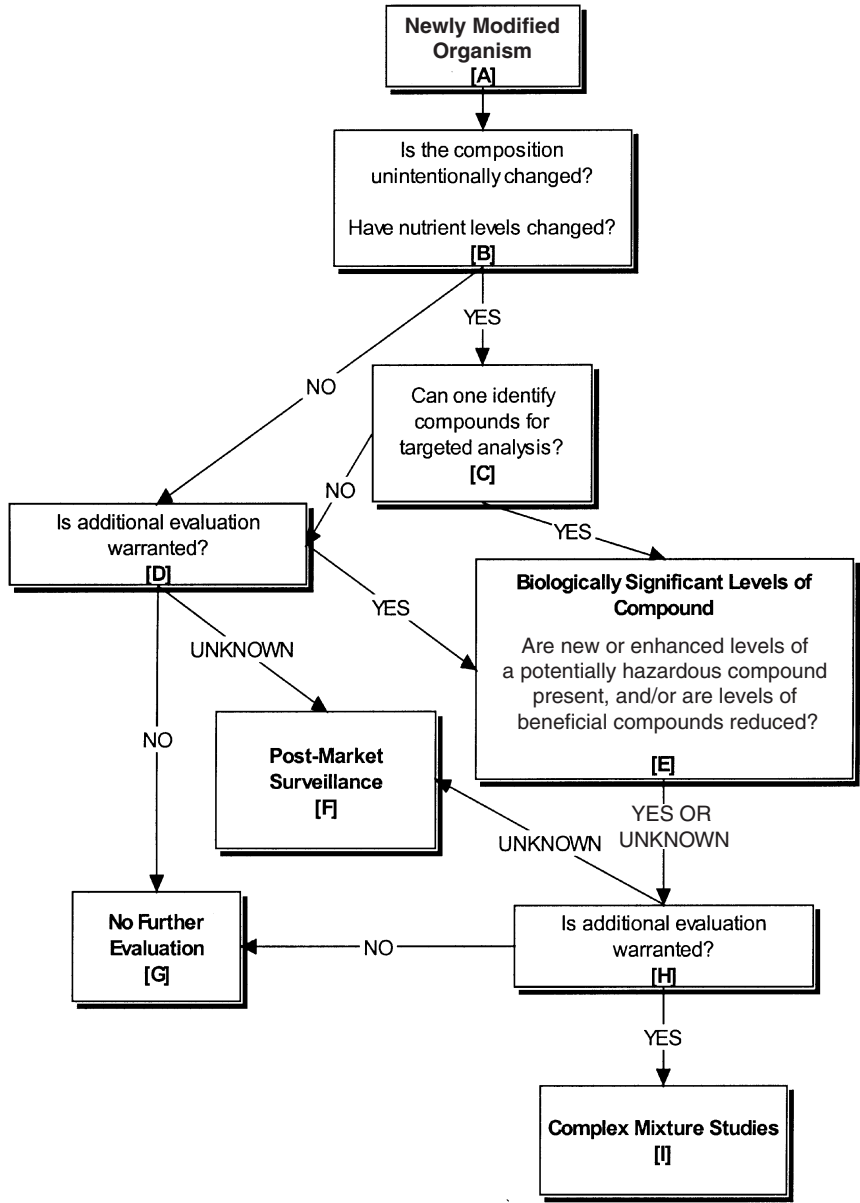 Newly Modified
Organism
[A]
Is the composition
unintentionally changed?
Have nutrient levels changed?
[B]
YES
NO
Can one identify
compounds for
targeted analysis?
[C]
NO
YES
Is additional evaluation
warranted?
[D]
YES
UNKNOWN
NO
Biologically Significant Levels of
Compound
Are new or enhanced levels of
a potentially hazardous compound
present, and/or are levels of
beneficial compounds reduced?
[E]
Post-Market
Surveillance
[F]
YES OR
UNKNOWN
UNKNOWN
No Further
Evaluation
[G]
NO
Is additional evaluation
warranted?
[H]
YES
Complex Mixture Studies
[I]